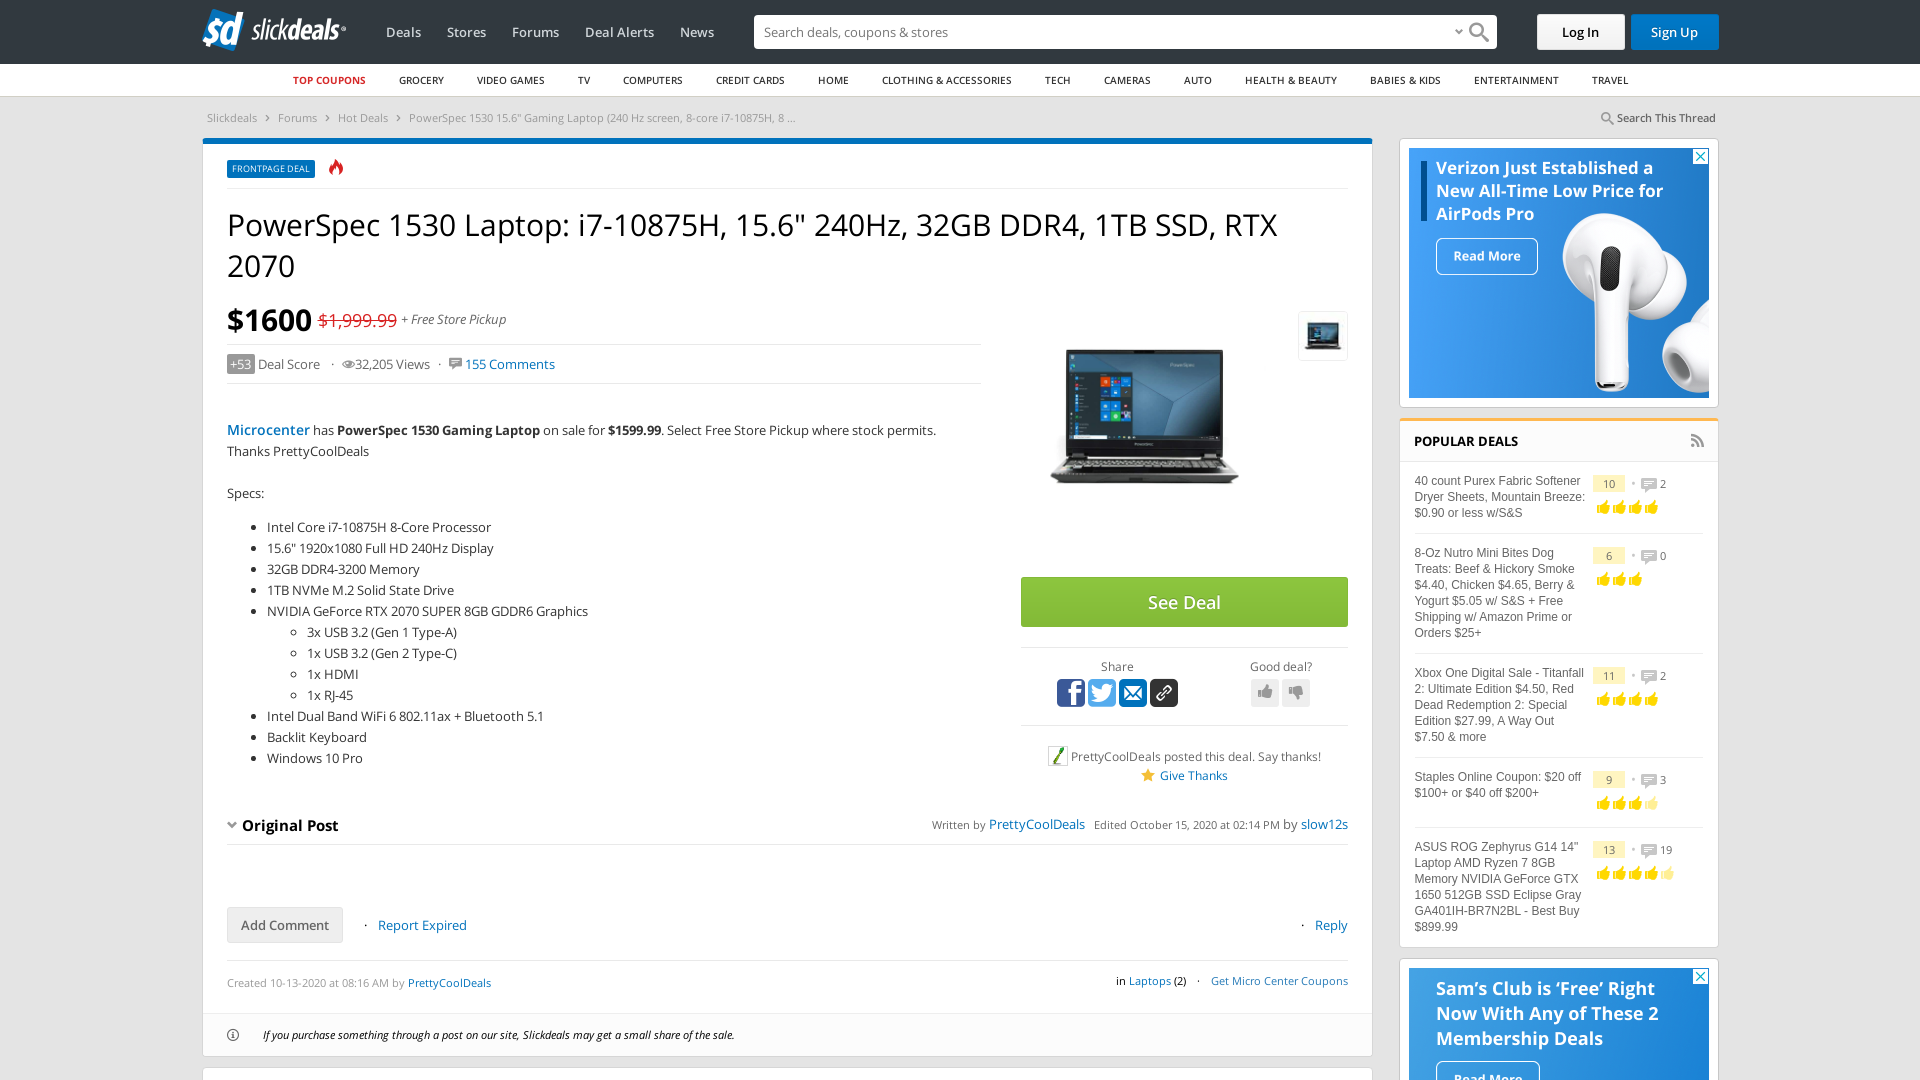 slickdeals
Deals
Stores
Forums
Deal Alerts
News
Search deals, coupons & stores
Log In
Sign Up
TOP COUPONS
GROCERY
VIDEO GAMES
TV
COMPUTERS
CREDIT CARDS
HOME
CLOTHING & ACCESSORIES
TECH
CAMERAS
AUTO
HEALTH & BEAUTY
BABIES & KIDS
ENTERTAINMENT
TRAVEL
Slickdeals › Forums › Hot Deals › PowerSpec 1530 15.6" Gaming Laptop (240 Hz screen, 8-core i7-10875H, 8 ...
Search This Thread
FRONTPAGE DEAL
PowerSpec 1530 Laptop: i7-10875H, 15.6" 240Hz, 32GB DDR4, 1TB SSD, RTX
2070
$1600 $1,999.99 + Free Store Pickup
+53 Deal Score · 32,205 Views · 155 Comments
Microcenter has PowerSpec 1530 Gaming Laptop on sale for $1599.99. Select Free Store Pickup where stock permits.
Thanks PrettyCoolDeals
Specs:
• Intel Core i7-10875H 8-Core Processor
• 15.6" 1920x1080 Full HD 240Hz Display
• 32GB DDR4-3200 Memory
• 1TB NVMe M.2 Solid State Drive
• NVIDIA GeForce RTX 2070 SUPER 8GB GDDR6 Graphics
◦ 3x USB 3.2 (Gen 1 Type-A)
◦ 1x USB 3.2 (Gen 2 Type-C)
◦ 1x HDMI
◦ 1x RJ-45
• Intel Dual Band WiFi 6 802.11ax + Bluetooth 5.1
• Backlit Keyboard
• Windows 10 Pro
See Deal
Share
Good deal?
PrettyCoolDeals posted this deal. Say thanks!
Give Thanks
Original Post
Written by PrettyCoolDeals Edited October 15, 2020 at 02:14 PM by slow12s
Add Comment
· Report Expired
· Reply
Created 10-13-2020 at 08:16 AM by PrettyCoolDeals
in Laptops (2) · Get Micro Center Coupons
If you purchase something through a post on our site, Slickdeals may get a small share of the sale.
Verizon Just Established a
New All-Time Low Price for
AirPods Pro
Read More
POPULAR DEALS
40 count Purex Fabric Softener
Dryer Sheets, Mountain Breeze:
$0.90 or less w/S&S
10 • 2
8-Oz Nutro Mini Bites Dog
Treats: Beef & Hickory Smoke
$4.40, Chicken $4.65, Berry &
Yogurt $5.05 w/ S&S + Free
Shipping w/ Amazon Prime or
Orders $25+
6 • 0
Xbox One Digital Sale - Titanfall
2: Ultimate Edition $4.50, Red
Dead Redemption 2: Special
Edition $27.99, A Way Out
$7.50 & more
11 • 2
Staples Online Coupon: $20 off
$100+ or $40 off $200+
9 • 3
ASUS ROG Zephyrus G14 14"
Laptop AMD Ryzen 7 8GB
Memory NVIDIA GeForce GTX
1650 512GB SSD Eclipse Gray
GA401IH-BR7N2BL - Best Buy
$899.99
13 • 19
Sam's Club is 'Free' Right
Now With Any of These 2
Membership Deals
Read More